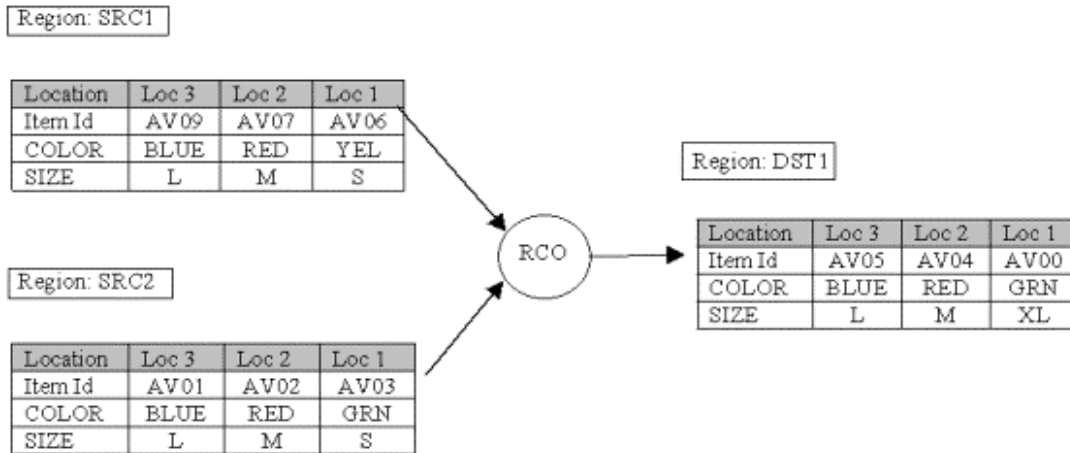 Region: SRC1
Location Loc 3 Loc 2 Loc 1
Item Id AV09 AV07 AV06
COLOR BLUE RED YEL
SIZE L M S
Region: SRC2
Location Loc 3 Loc 2 Loc 1
Item Id AV01 AV02 AV03
COLOR BLUE RED GRN
SIZE L M S
RCO
Region: DST1
Location Loc 3 Loc 2 Loc 1
Item Id AV05 AV04 AV00
COLOR BLUE RED GRN
SIZE L M XL